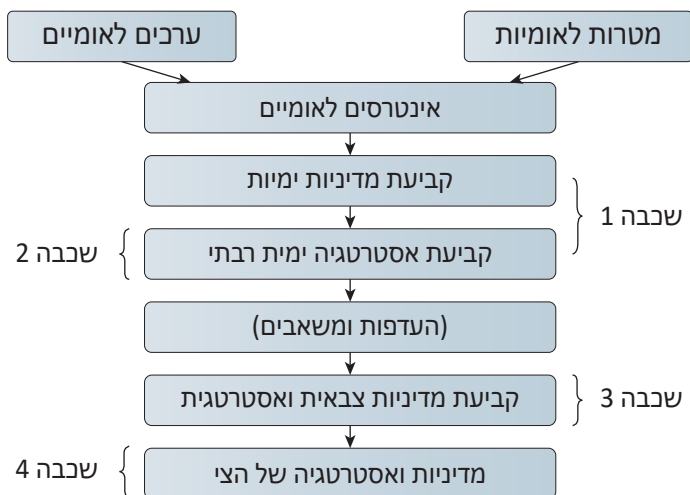 מטרות לאומיות
ערכים לאומיים
אינטרסים לאומיים
קביעת מדיניות ימיות
שכבה 1
קביעת אסטרטגיה ימית רבתי
שכבה 2
(העדפות ומשאבים)
קביעת מדיניות צבאית ואסטרטגית
שכבה 3
מדיניות ואסטרטגיה של הצי
שכבה 4